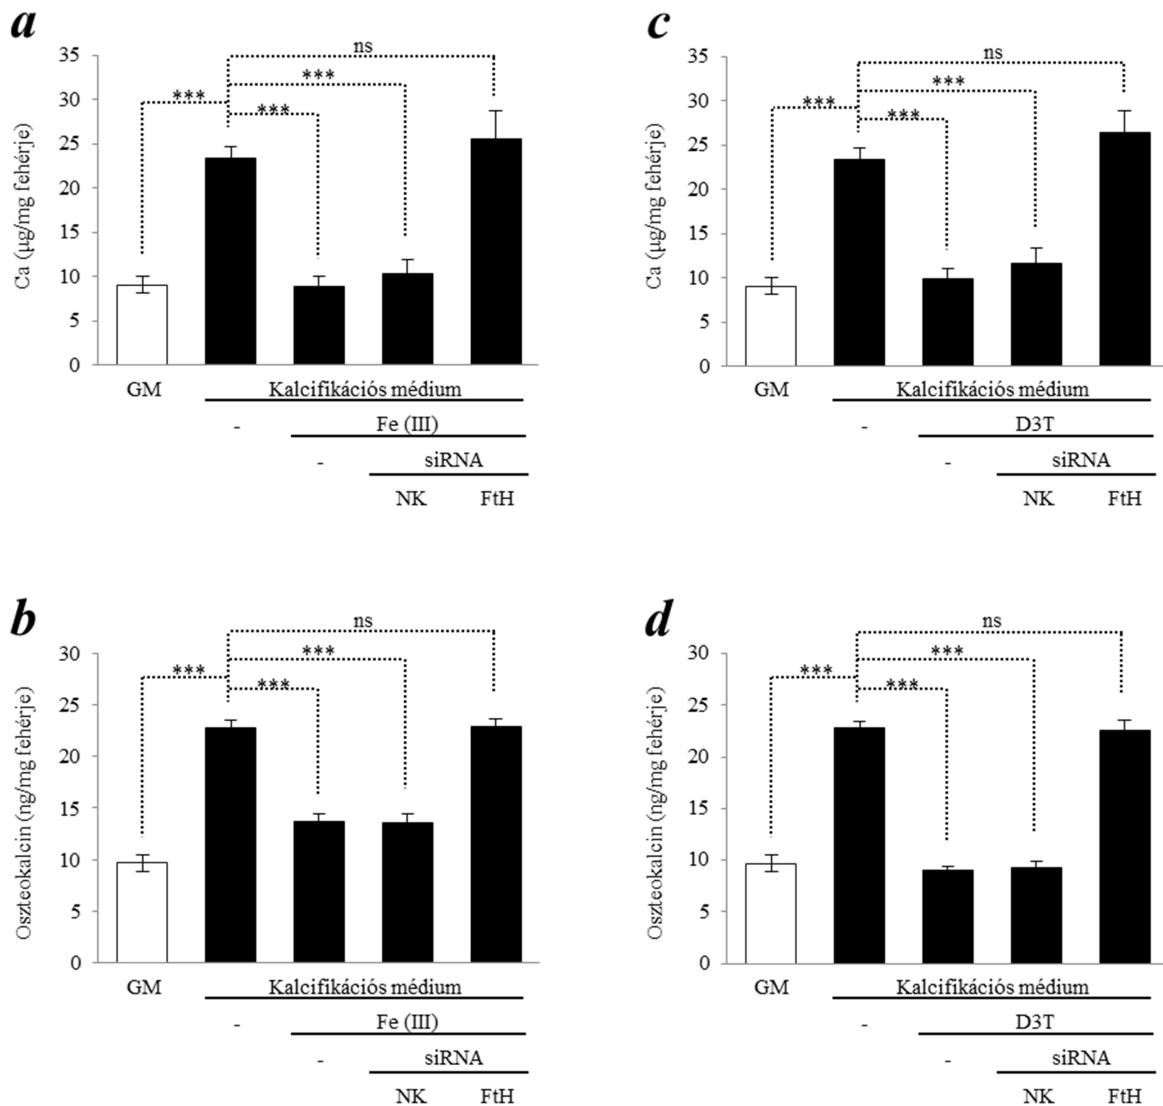 a
ns
***
***
***
35
30
25
20
15
10
5
0
Ca (μg/mg fehérje)
GM
Kalcifikációs médium
-
Fe (III)
-
siRNA
NK
FtH
c
ns
***
***
***
35
30
25
20
15
10
5
0
Ca (μg/mg fehérje)
GM
Kalcifikációs médium
-
D3T
-
siRNA
NK
FtH
b
ns
***
***
***
30
25
20
15
10
5
0
Oszteokalcin (ng/mg fehérje)
GM
Kalcifikációs médium
-
Fe (III)
-
siRNA
NK
FtH
d
ns
***
***
***
30
25
20
15
10
5
0
Oszteokalcin (ng/mg fehérje)
GM
Kalcifikációs médium
-
D3T
-
siRNA
NK
FtH